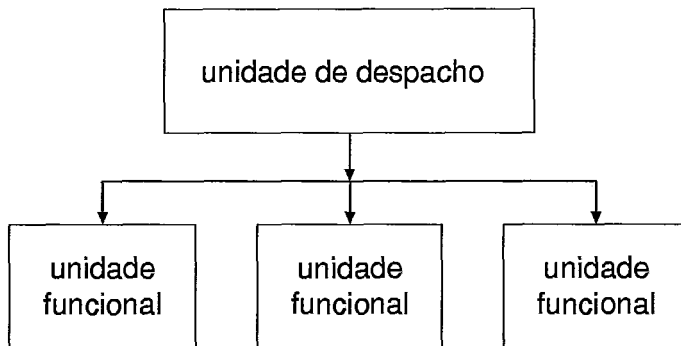 unidade de despacho
unidade
funcional
unidade
funcional
unidade
funcional